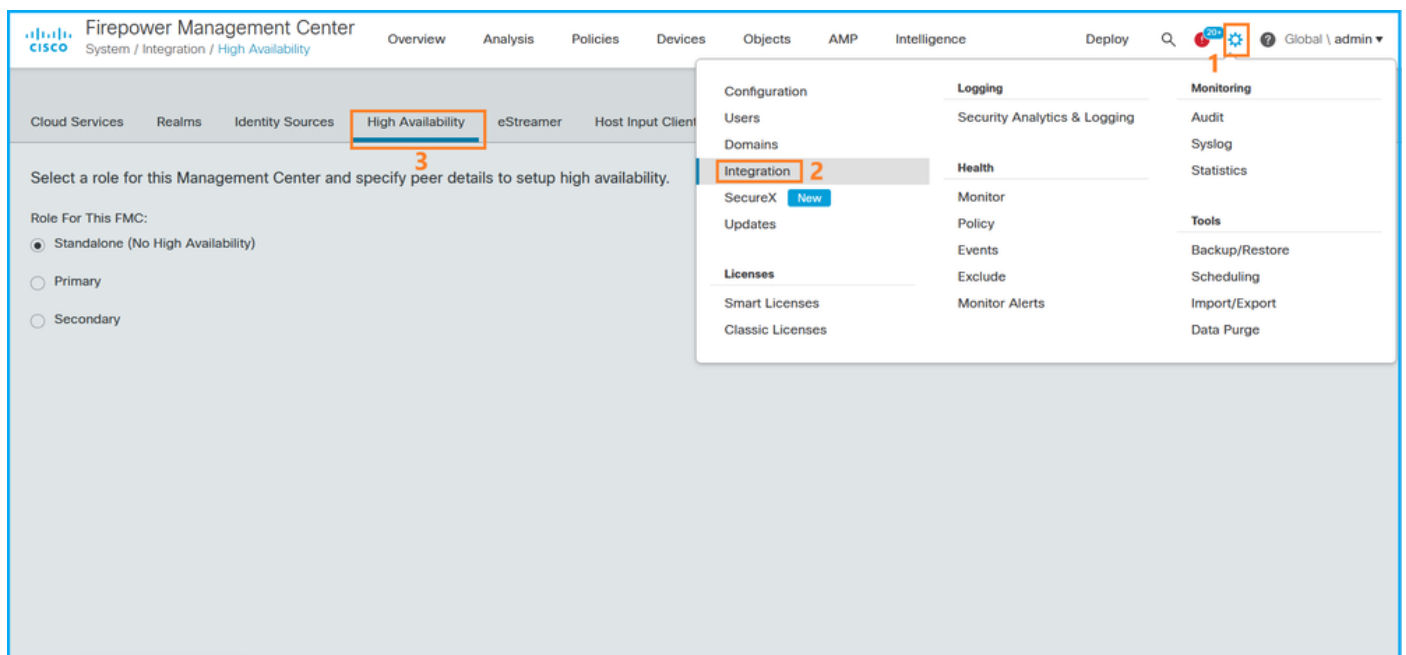 CISCO
Firepower Management Center
System / Integration / High Availability
Overview Analysis Policies Devices Objects AMP Intelligence Deploy 20+ Global \ admin
1
Cloud Services Realms Identity Sources High Availability eStreamer Host Input Client
3
Select a role for this Management Center and specify peer details to setup high availability.
Role For This FMC:
Standalone (No High Availability)
Primary
Secondary
Configuration
Users
Domains
Integration 2
SecureX New
Updates
Licenses
Smart Licenses
Classic Licenses
Logging
Security Analytics & Logging
Health
Monitor
Policy
Events
Exclude
Monitor Alerts
Monitoring
Audit
Syslog
Statistics
Tools
Backup/Restore
Scheduling
Import/Export
Data Purge